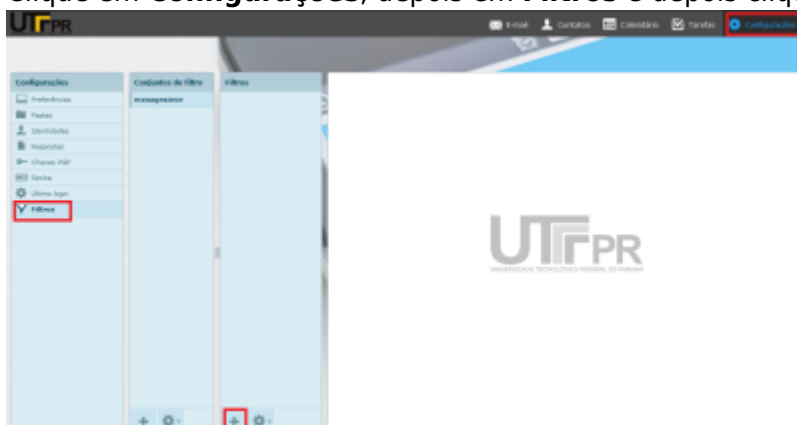 Clique em Configurações, depois em Filtros e depois cliqu
UTFPR
E-mail Contatos Calendário Tarefas Configurações
Configurações
Preferências
Pastas
Identidades
Respostas
Chaves PGP
Senha
Último login
Filtros
Conjuntos de filtro
managesieve
Filtros
UTFPR
UNIVERSIDADE TECNOLÓGICA FEDERAL DO PARANÁ